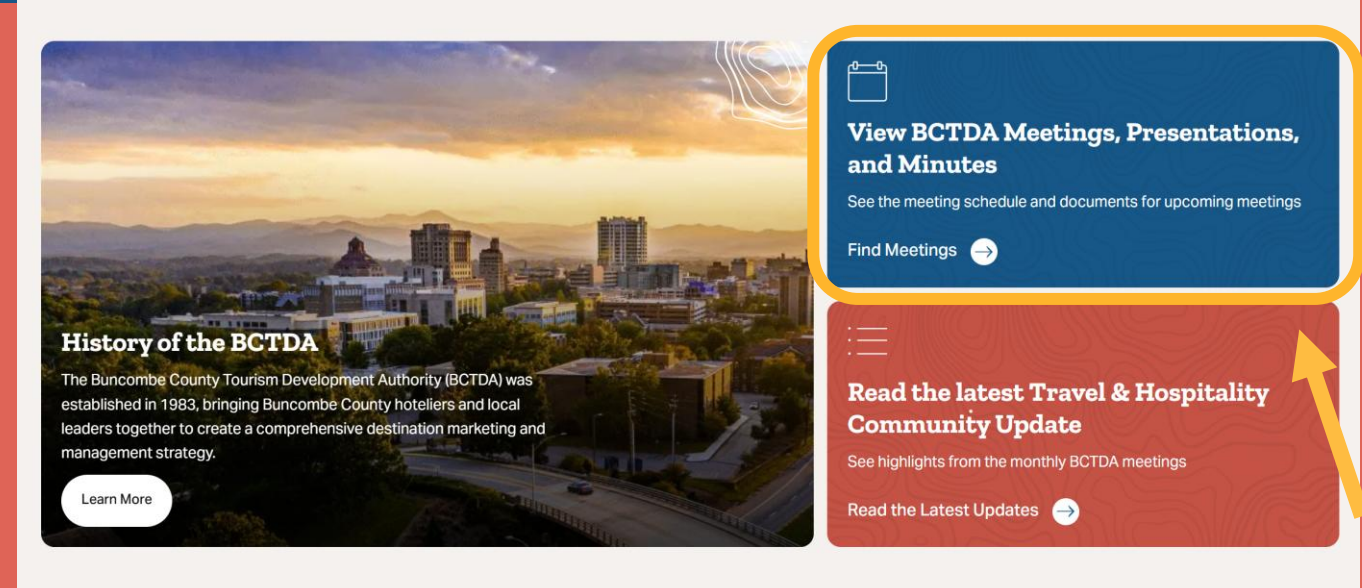 History of the BCTDA
The Buncombe County Tourism Development Authority (BCTDA) was
established in 1983, bringing Buncombe County hoteliers and local
leaders together to create a comprehensive destination marketing and
management strategy.
Learn More
View BCTDA Meetings, Presentations,
and Minutes
See the meeting schedule and documents for upcoming meetings
Find Meetings
Read the latest Travel & Hospitality
Community Update
See highlights from the monthly BCTDA meetings
Read the Latest Updates